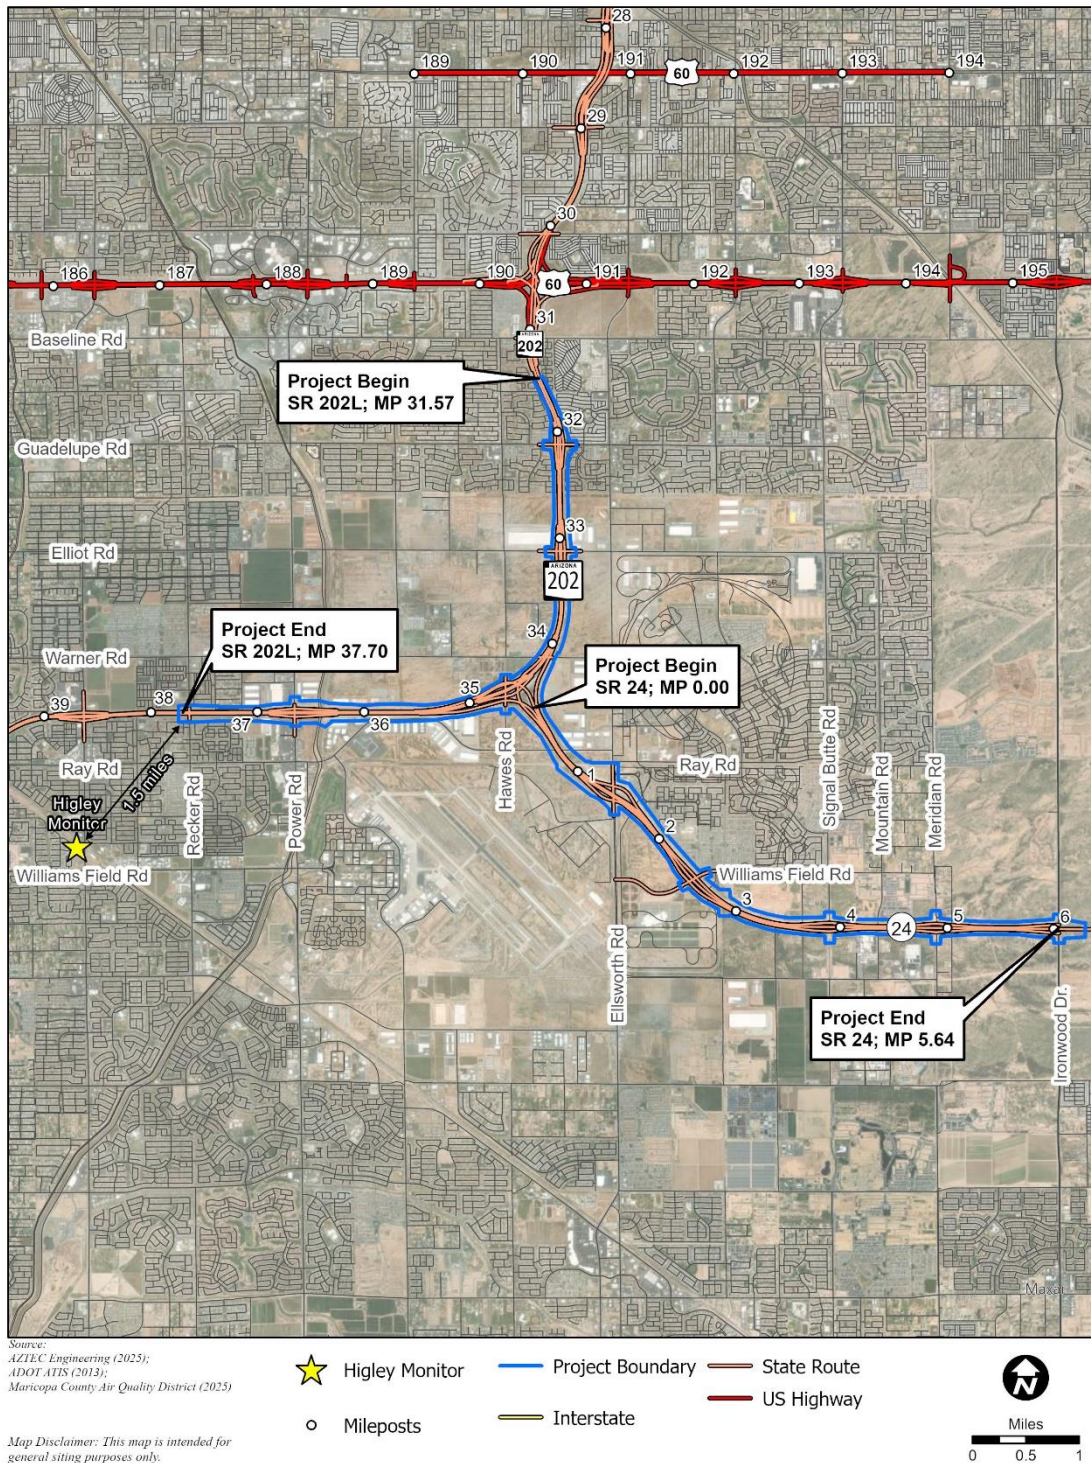 28
189 190 191 192 193 194
60
29
30
186 187 188 189 190 191 192 193 194 195
60
31
Baseline Rd
ARIZONA
202
Project Begin
SR 202L; MP 31.57
32
Guadelupe Rd
33
Elliot Rd
ARIZONA
202
Project End
SR 202L; MP 37.70
34
Warner Rd
Project Begin
SR 24; MP 0.00
39 38 37 36 35
Ray Rd
1.5 miles
Higley
Monitor
Recker Rd
Power Rd
Hawes Rd
Ray Rd
Signal Butte Rd
Mountain Rd
Meridian Rd
1
2
Williams Field Rd
Williams Field Rd
3 4 24 5 6
Ellsworth Rd
Project End
SR 24; MP 5.64
Ironwood Dr.
Maxar
Source:
AZTEC Engineering (2025);
ADOT ATIS (2013);
Maricopa County Air Quality District (2025)
Map Disclaimer: This map is intended for
general siting purposes only.
Higley Monitor
Mileposts
Project Boundary
Interstate
State Route
US Highway
N
Miles
0 0.5 1